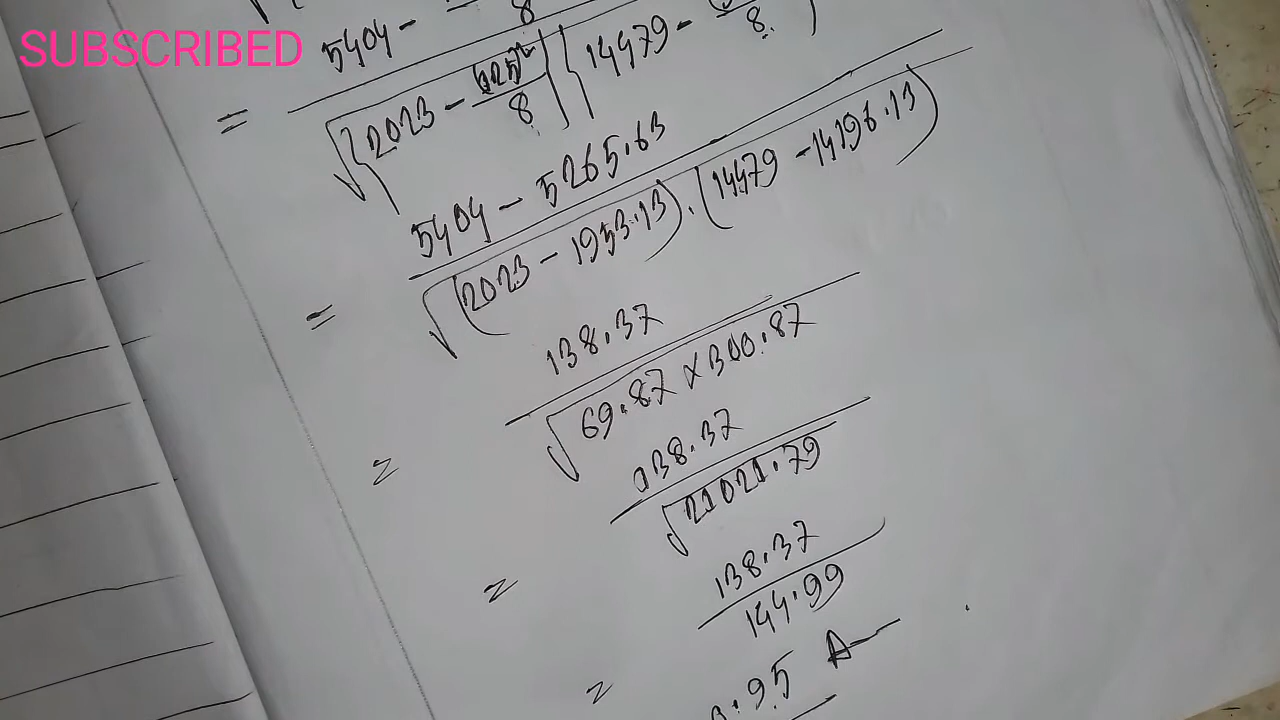 SUBSCRIBED
5404 - 8
= √{2023 - 125²/8} {14479 - /8}
5404 - 5265.63
= √(2023 - 1953.13) . (14479 - 14196.13)
138.37
= √69.87 × 300.87
138.37
= √21021.79
138.37
= 144.99
= .95 A